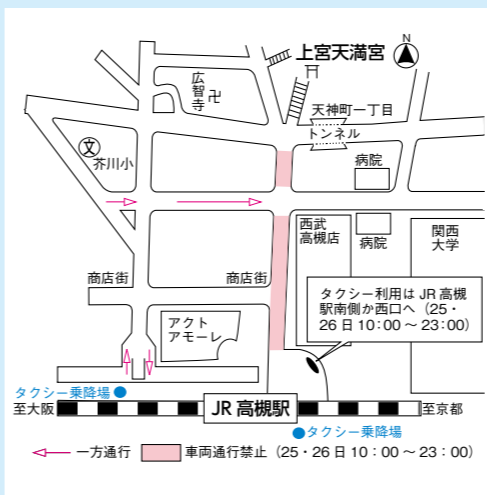 上宮天満宮
N
広智寺
天神町一丁目
トンネル
文
芥川小
病院
西武
高槻店
病院
関西
大学
商店街
商店街
タクシー利用は JR 高槻
駅南側か西口へ（25・
26 日 10：00 ～ 23：00）
アクト
アモーレ
タクシー乗降場
至大阪
JR 高槻駅
至京都
タクシー乗降場
一方通行
車両通行禁止（25・26 日 10：00 ～ 23：00）